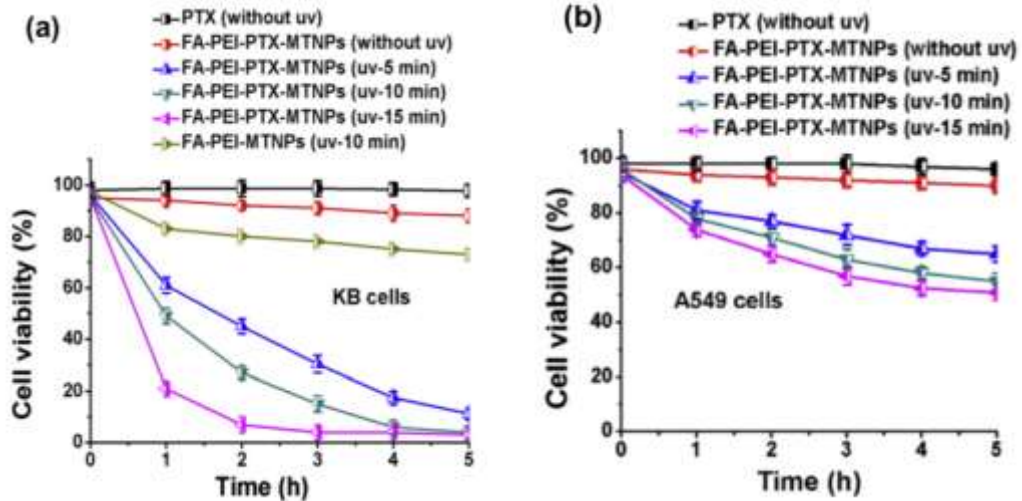 (a)
PTX (without uv)
FA-PEI-PTX-MTNPs (without uv)
FA-PEI-PTX-MTNPs (uv-5 min)
FA-PEI-PTX-MTNPs (uv-10 min)
FA-PEI-PTX-MTNPs (uv-15 min)
FA-PEI-MTNPs (uv-10 min)
Cell viability (%)
100
80
60
40
20
0
KB cells
0 1 2 3 4 5
Time (h)
(b)
PTX (without uv)
FA-PEI-PTX-MTNPs (without uv)
FA-PEI-PTX-MTNPs (uv-5 min)
FA-PEI-PTX-MTNPs (uv-10 min)
FA-PEI-PTX-MTNPs (uv-15 min)
Cell viability (%)
100
80
60
40
20
0
A549 cells
0 1 2 3 4 5
Time (h)